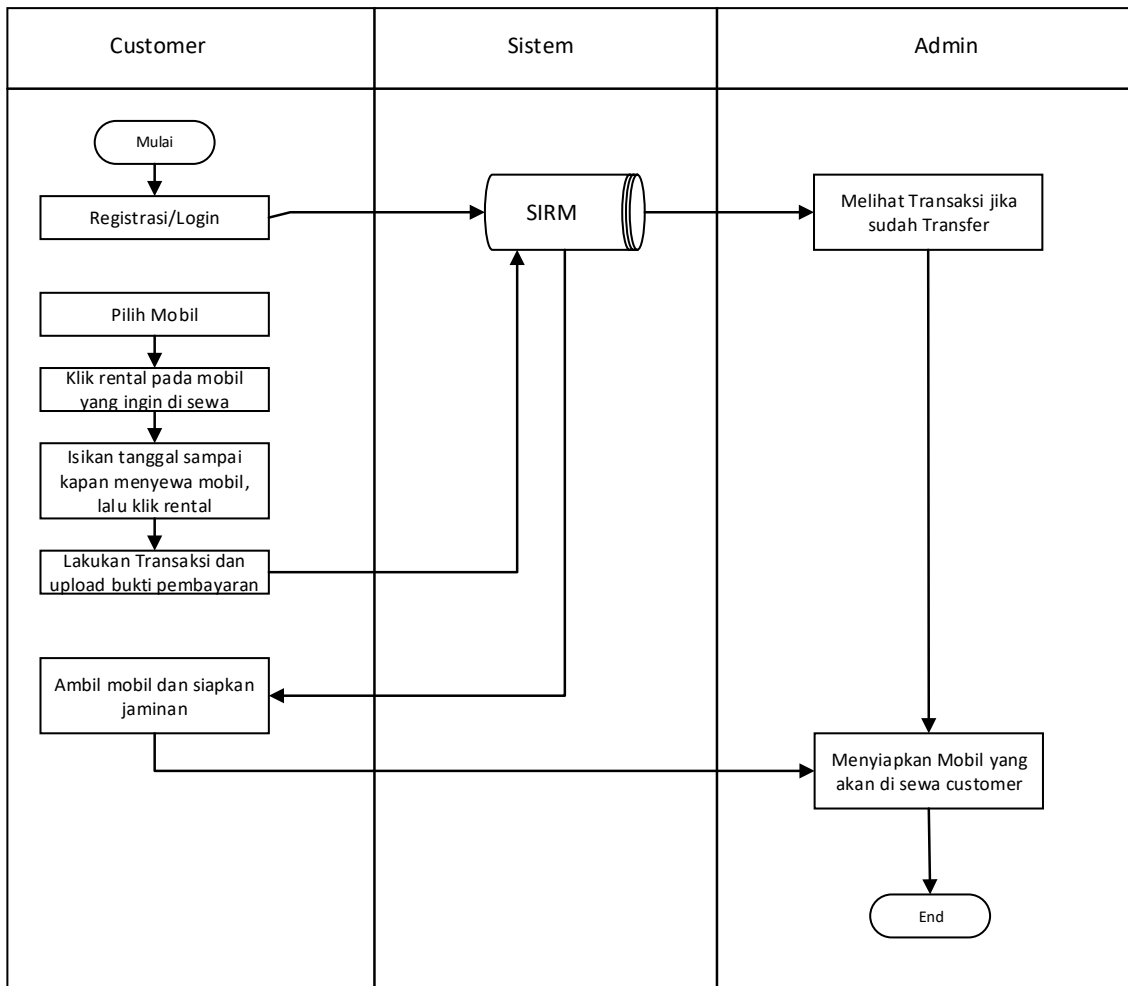 Customer
Sistem
Admin
Mulai
Registrasi/Login
SIRM
Melihat Transaksi jika
sudah Transfer
Pilih Mobil
Klik rental pada mobil
yang ingin di sewa
Isikan tanggal sampai
kapan menyewa mobil,
lalu klik rental
Lakukan Transaksi dan
upload bukti pembayaran
Ambil mobil dan siapkan
jaminan
Menyiapkan Mobil yang
akan di sewa customer
End